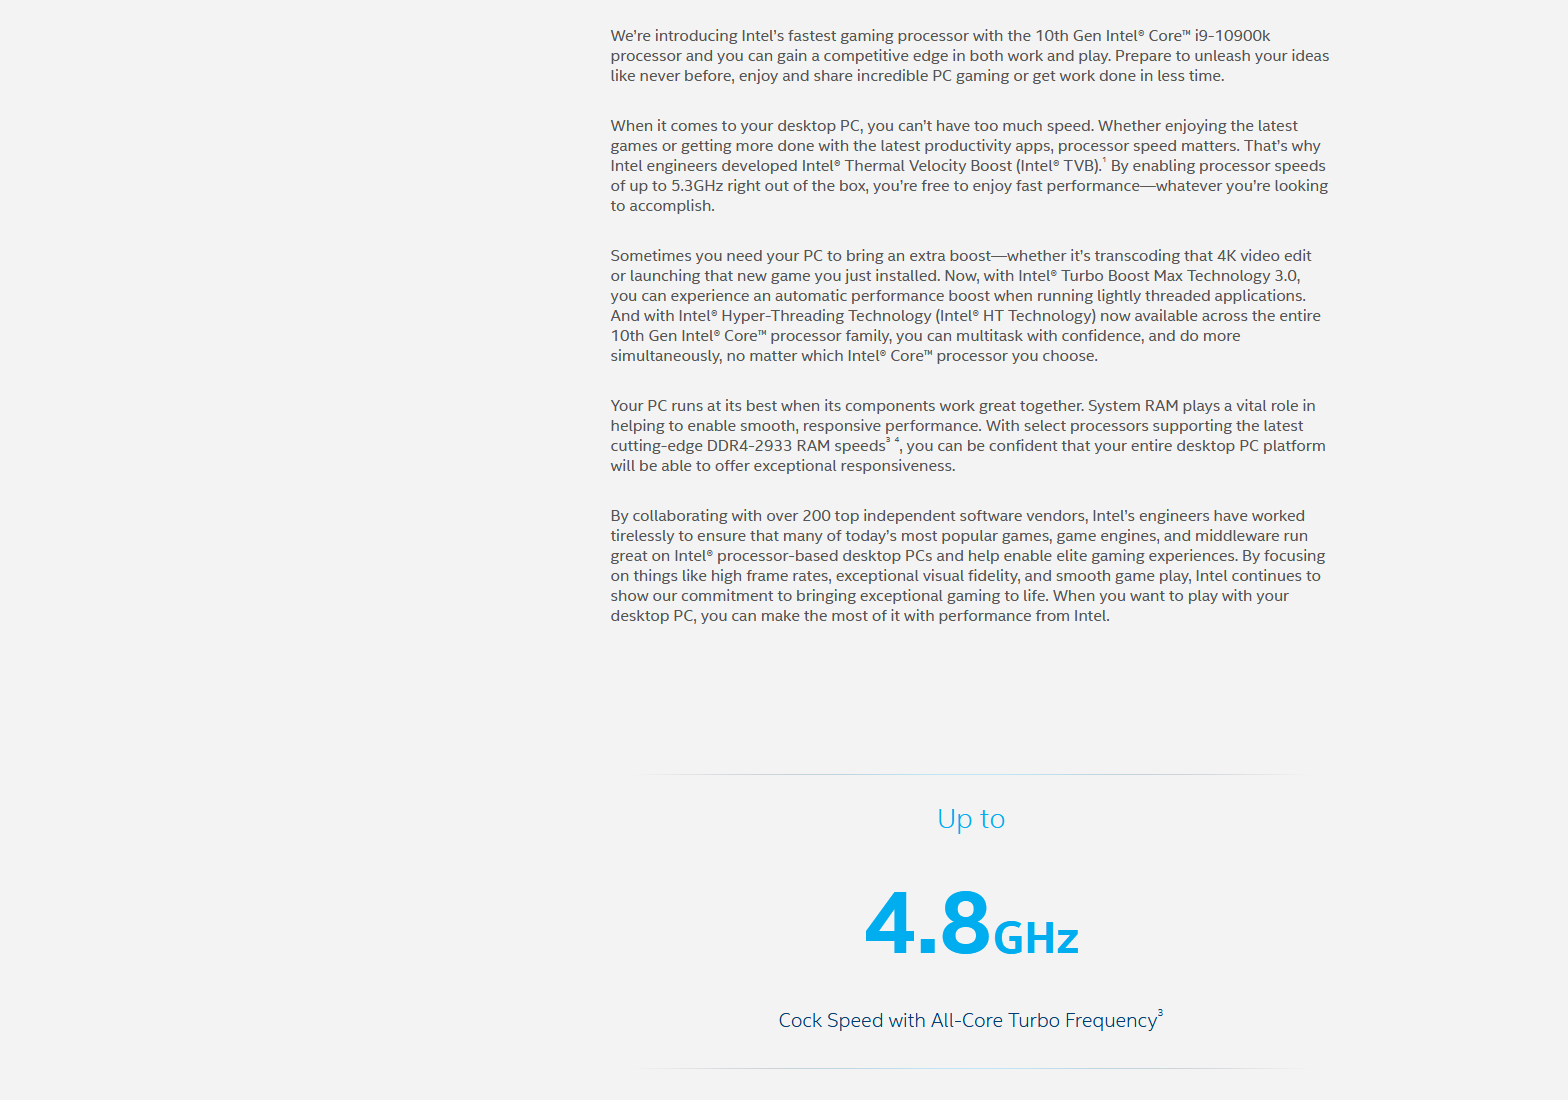 We’re introducing Intel’s fastest gaming processor with the 10th Gen Intel® Core™ i9-10900k
processor and you can gain a competitive edge in both work and play. Prepare to unleash your ideas
like never before, enjoy and share incredible PC gaming or get work done in less time.
When it comes to your desktop PC, you can’t have too much speed. Whether enjoying the latest
games or getting more done with the latest productivity apps, processor speed matters. That’s why
Intel engineers developed Intel® Thermal Velocity Boost (Intel® TVB).¹ By enabling processor speeds
of up to 5.3GHz right out of the box, you’re free to enjoy fast performance—whatever you’re looking
to accomplish.
Sometimes you need your PC to bring an extra boost—whether it’s transcoding that 4K video edit
or launching that new game you just installed. Now, with Intel® Turbo Boost Max Technology 3.0,
you can experience an automatic performance boost when running lightly threaded applications.
And with Intel® Hyper-Threading Technology (Intel® HT Technology) now available across the entire
10th Gen Intel® Core™ processor family, you can multitask with confidence, and do more
simultaneously, no matter which Intel® Core™ processor you choose.
Your PC runs at its best when its components work great together. System RAM plays a vital role in
helping to enable smooth, responsive performance. With select processors supporting the latest
cutting-edge DDR4-2933 RAM speeds³ ⁴, you can be confident that your entire desktop PC platform
will be able to offer exceptional responsiveness.
By collaborating with over 200 top independent software vendors, Intel’s engineers have worked
tirelessly to ensure that many of today’s most popular games, game engines, and middleware run
great on Intel® processor-based desktop PCs and help enable elite gaming experiences. By focusing
on things like high frame rates, exceptional visual fidelity, and smooth game play, Intel continues to
show our commitment to bringing exceptional gaming to life. When you want to play with your
desktop PC, you can make the most of it with performance from Intel.
Up to
4.8GHz
Cock Speed with All-Core Turbo Frequency³